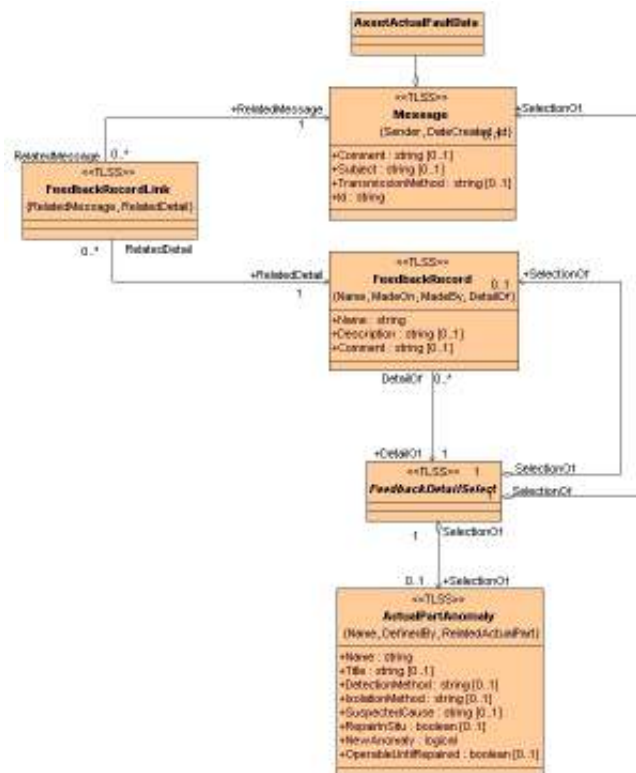 AssertActualFaultData
<<TLSS>>
Message
(Sender, DateCreated, Id)
+Comment : string [0..1]
+Subject : string [0..1]
+TransmissionMethod : string [0..1]
+Id : string
+SelectionOf
+RelatedMessage
1
RelatedMessage
0..*
<<TLSS>>
FeedbackRecordLink
(RelatedMessage, RelatedDetail)
0..*
RelatedDetail
+RelatedDetail
1
<<TLSS>>
FeedbackRecord
0..1
(Name, MadeOn, MadeBy, DetailOf)
+Name : string
+Description : string [0..1]
+Comment : string [0..1]
+SelectionOf
DetailOf
0..*
+DetailOf
1
<<TLSS>>
1
FeedbackDetailSelect
SelectionOf
SelectionOf
1
SelectionOf
0..1
+SelectionOf
<<TLSS>>
ActualPartAnomaly
(Name, DefinedBy, RelatedActualPart)
+Name : string
+Title : string [0..1]
+DetectionMethod : string [0..1]
+IsolationMethod : string [0..1]
+SuspectedCause : string [0..1]
+RepairInSitu : boolean [0..1]
+NewAnomaly : logical
+OperableUntilRepaired : boolean [0..1]